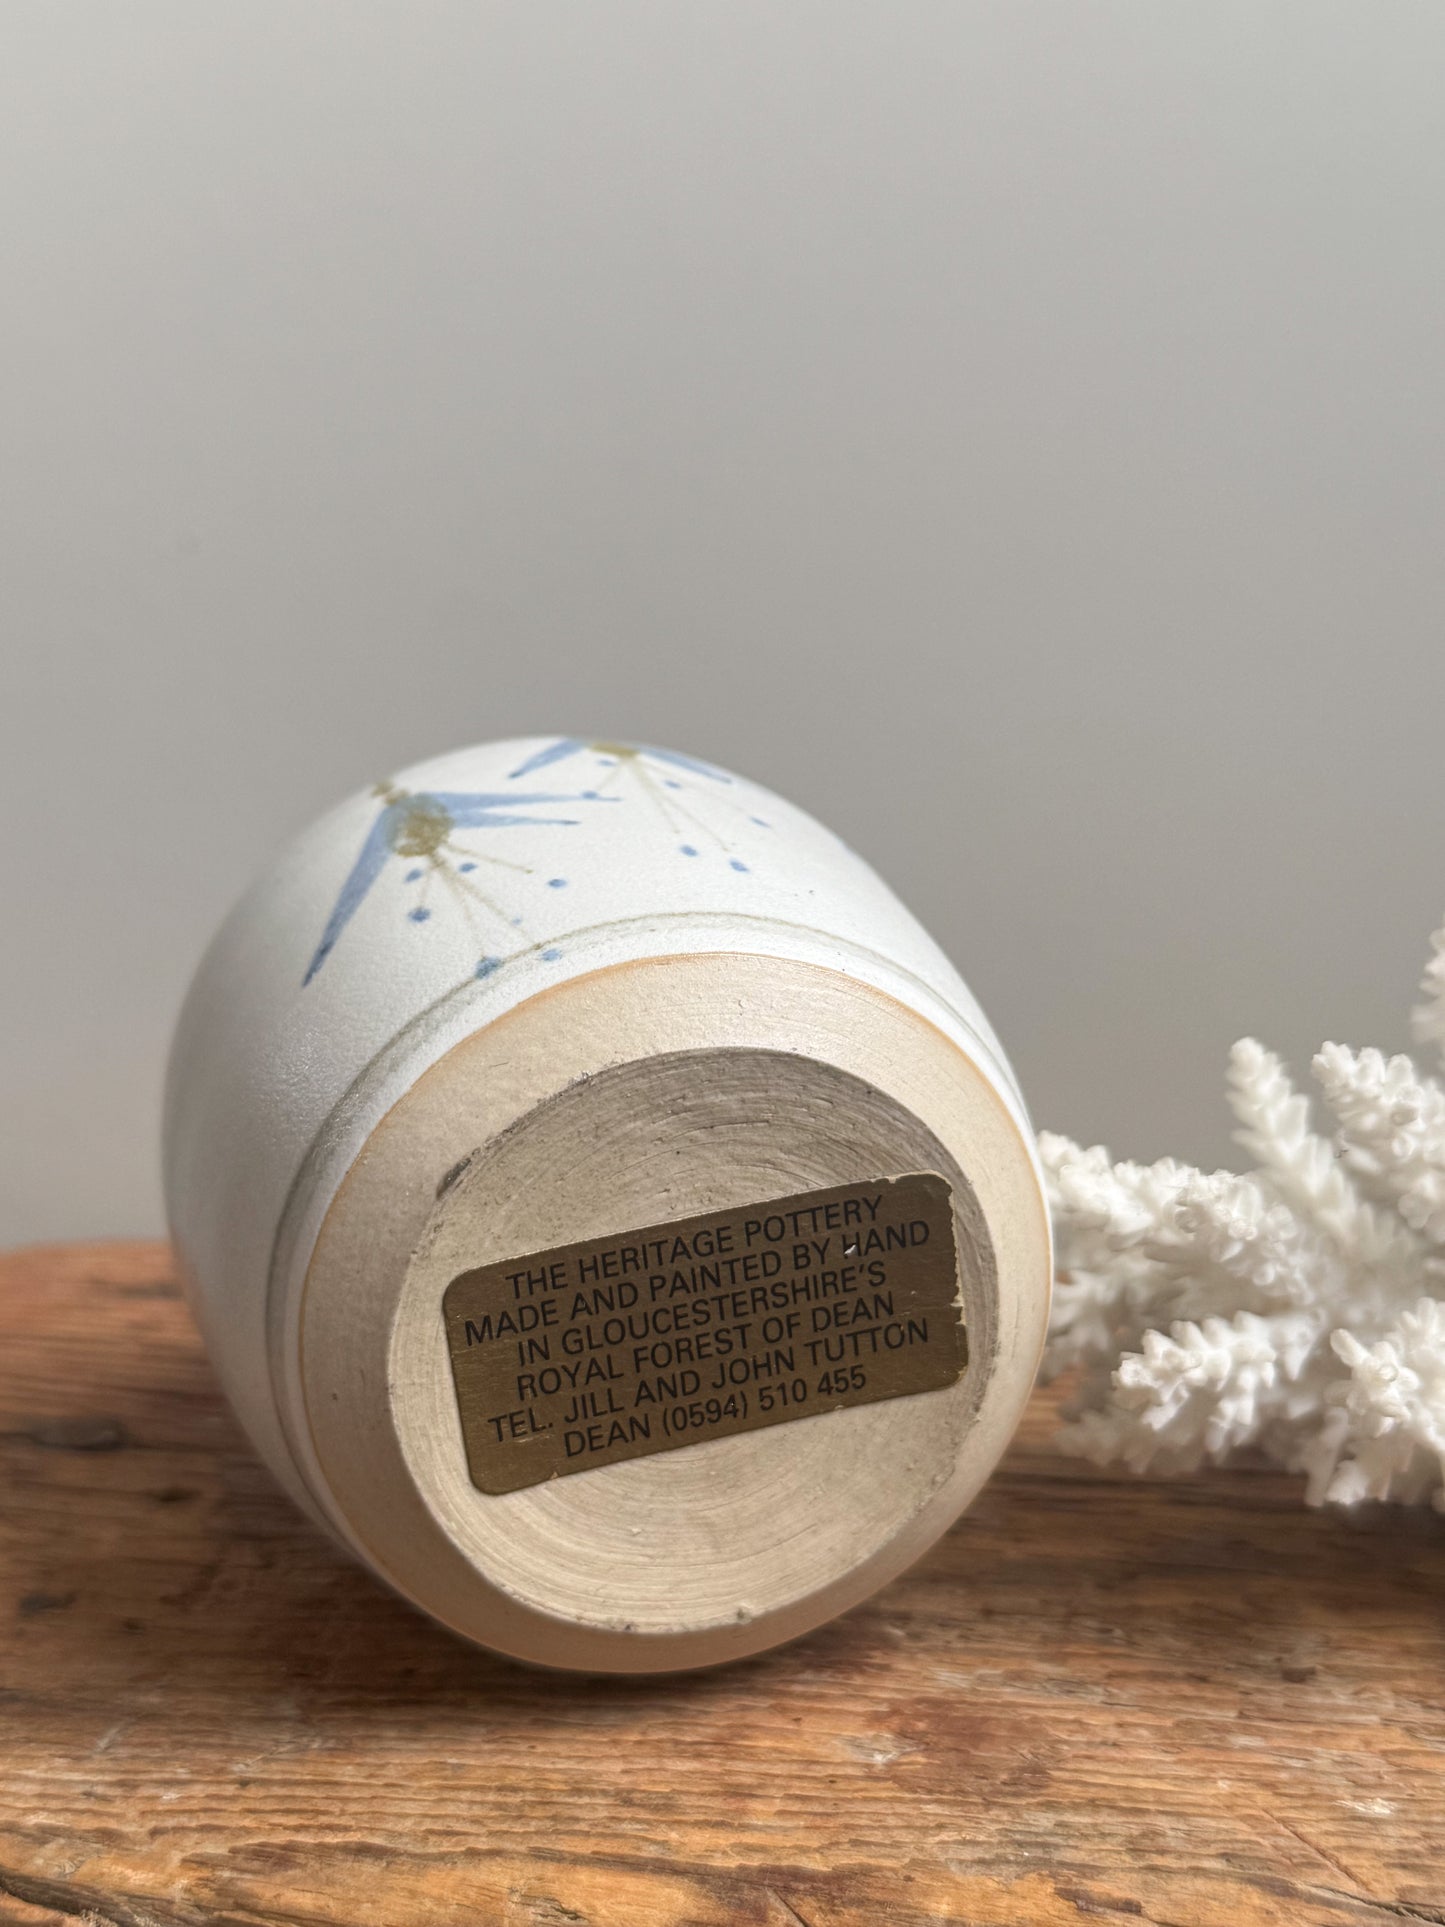 THE HERITAGE POTTERY
MADE AND PAINTED BY HAND
IN GLOUCESTERSHIRE'S
ROYAL FOREST OF DEAN
TEL. JILL AND JOHN TUTTON
DEAN (0594) 510 455